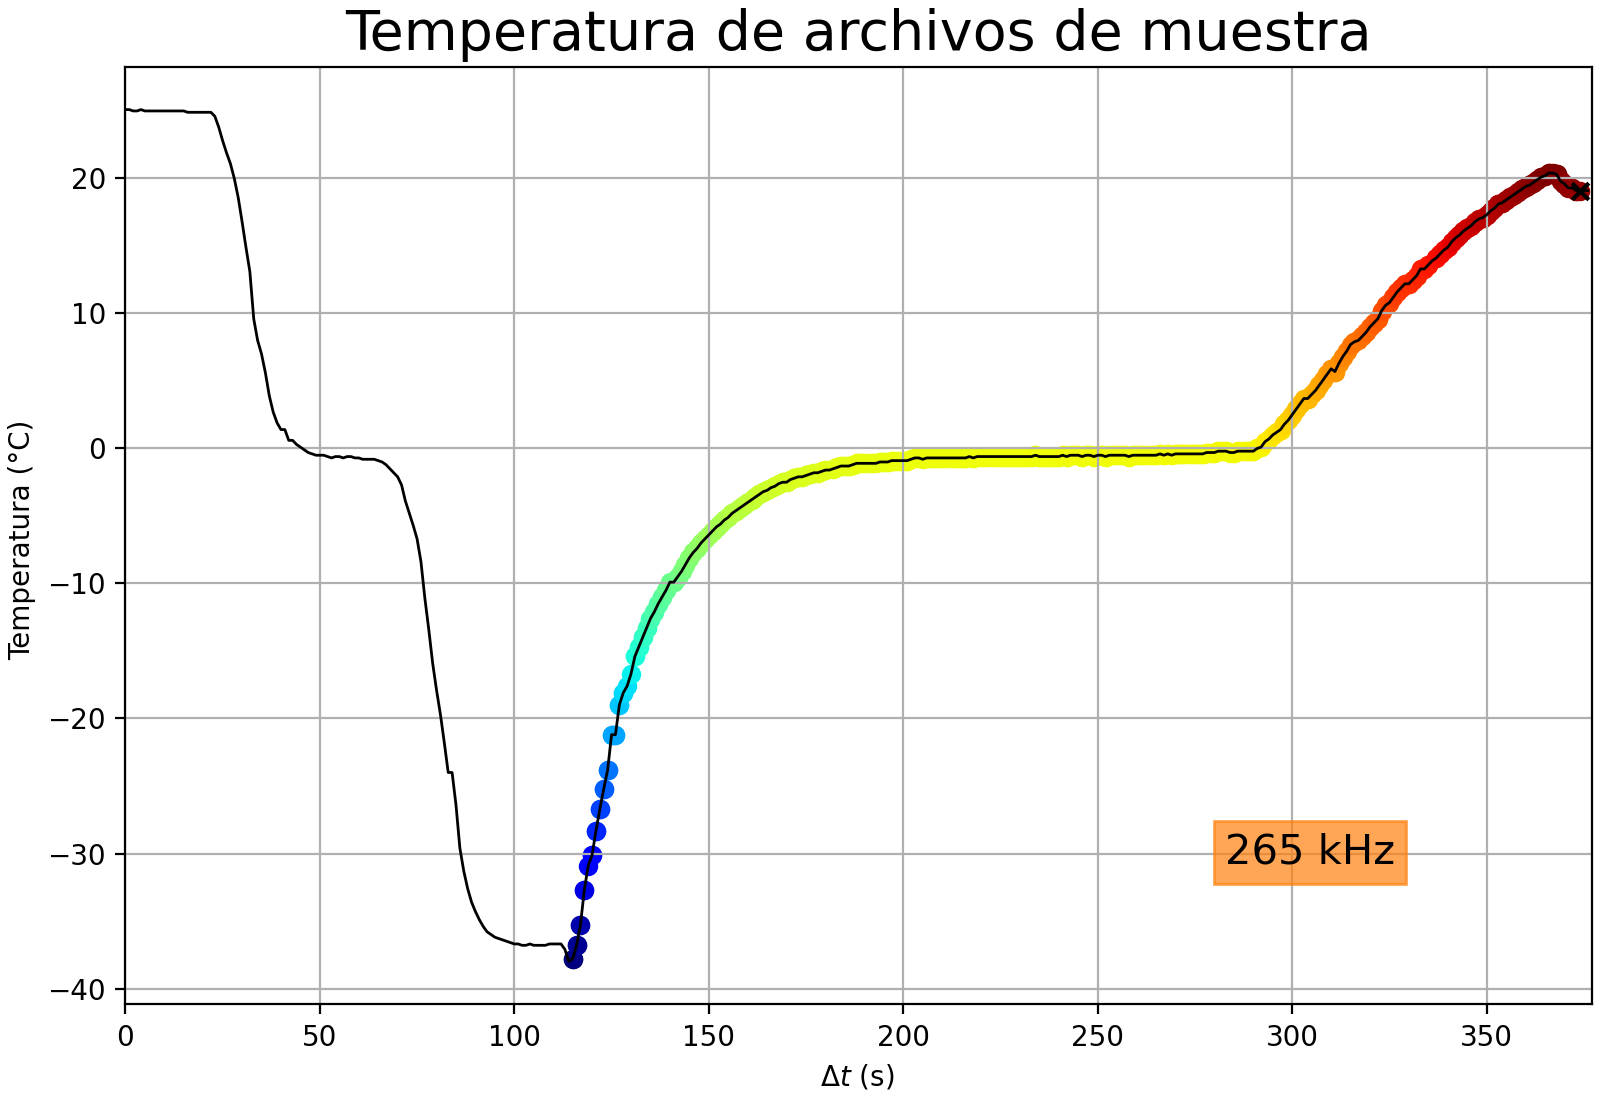 Temperatura de archivos de muestra
Temperatura (°C)
20
10
0
−10
−20
−30
−40
265 kHz
0 50 100 150 200 250 300 350
Δt (s)